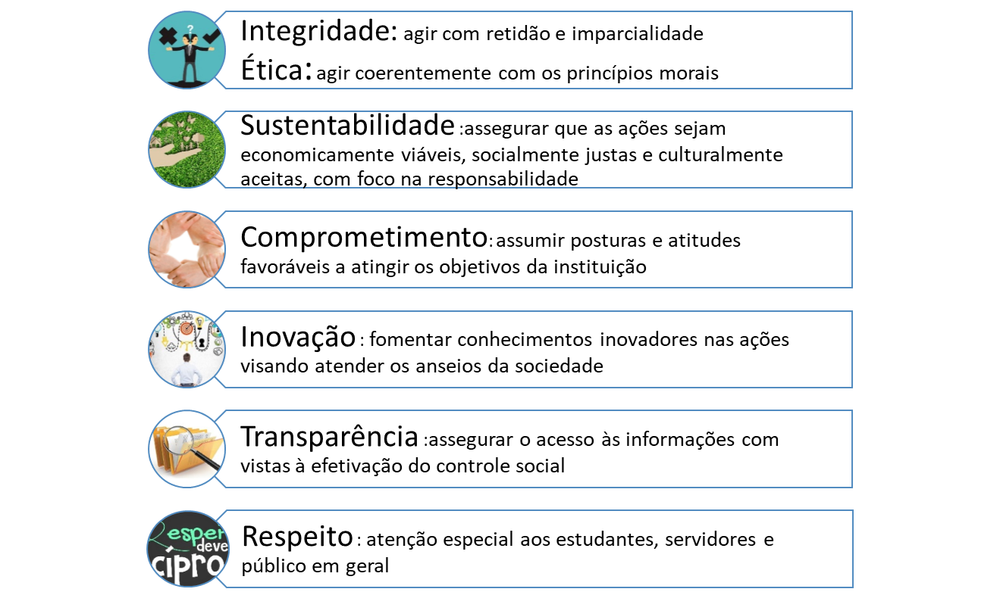 Integridade: agir com retidão e imparcialidade
Ética: agir coerentemente com os princípios morais
Sustentabilidade :assegurar que as ações sejam
economicamente viáveis, socialmente justas e culturalmente
aceitas, com foco na responsabilidade
Comprometimento: assumir posturas e atitudes
favoráveis a atingir os objetivos da instituição
Inovação : fomentar conhecimentos inovadores nas ações
visando atender os anseios da sociedade
Transparência :assegurar o acesso às informações com
vistas à efetivação do controle social
esper
deve
cípro
Respeito : atenção especial aos estudantes, servidores e
público em geral